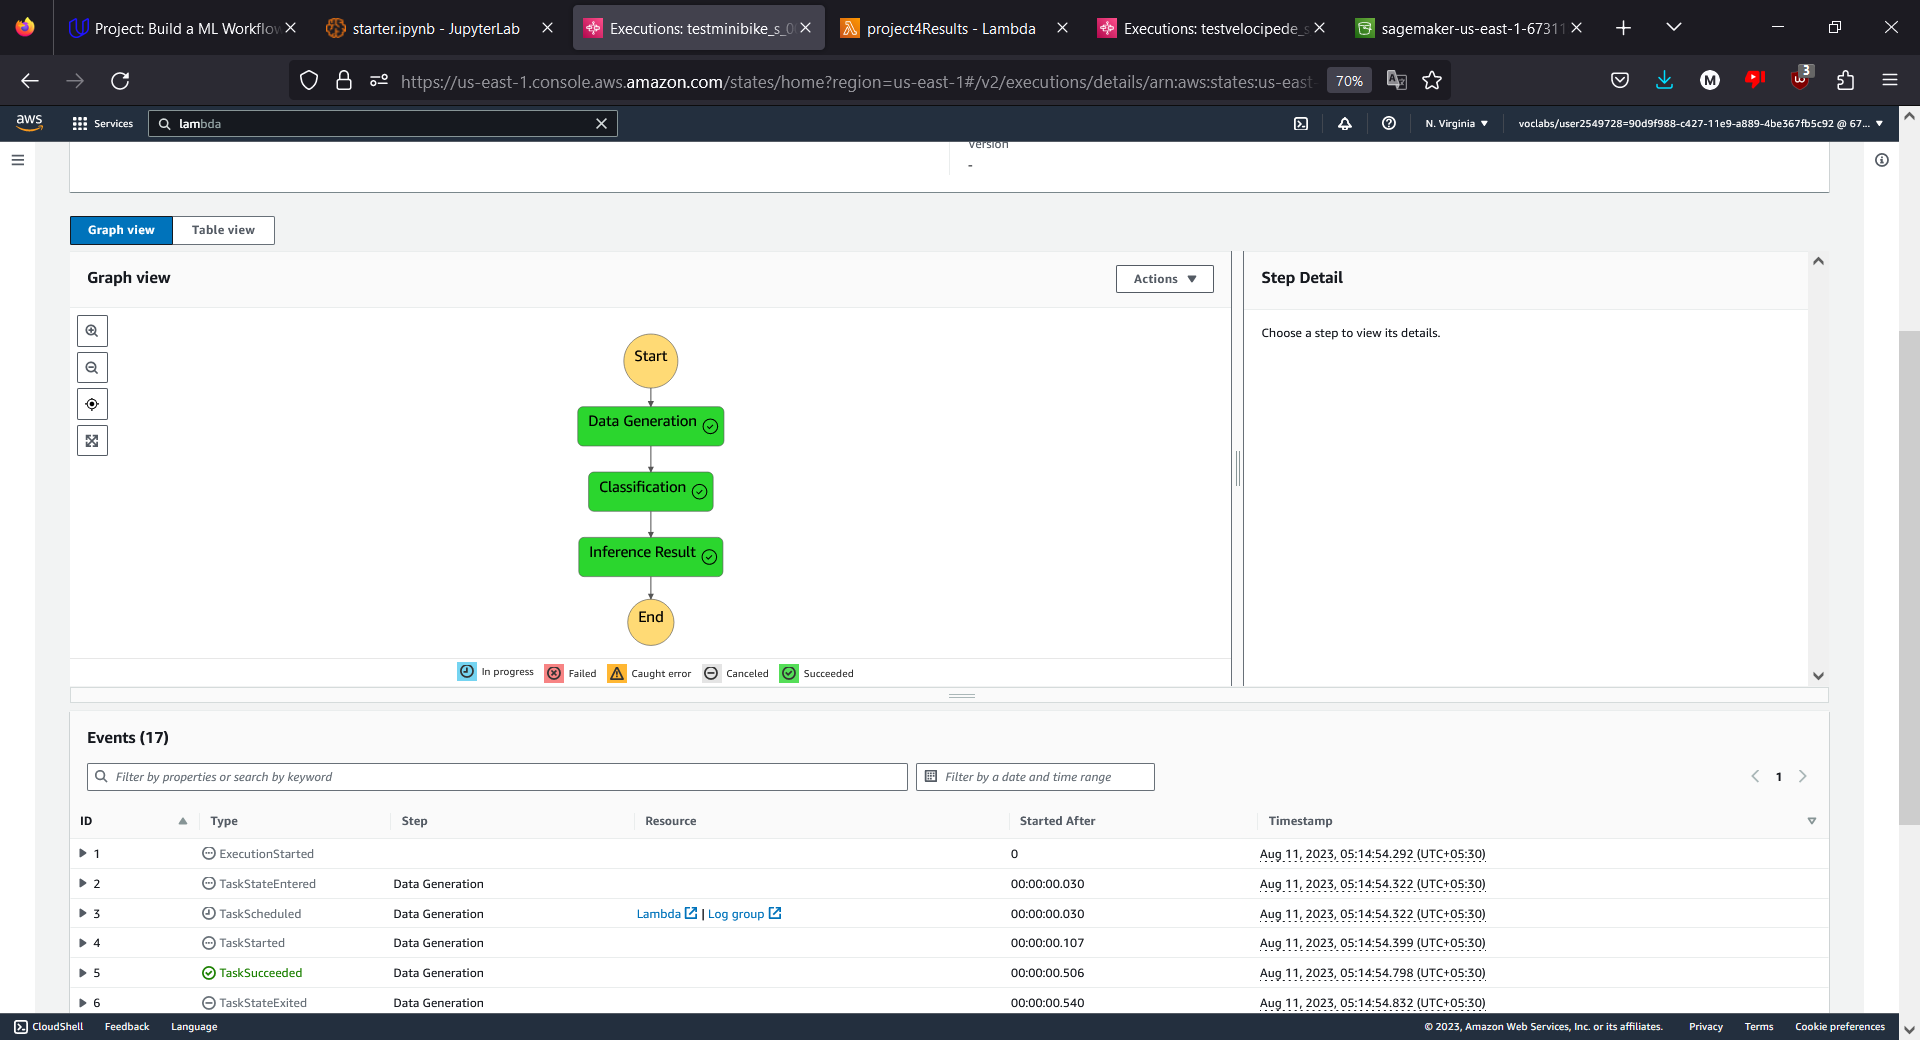 Project: Build a ML Workflow
starter.ipynb - JupyterLab
Executions: testminibike_s_0
project4Results - Lambda
Executions: testvelocipede_s
sagemaker-us-east-1-67311
https://us-east-1.console.aws.amazon.com/states/home?region=us-east-1#/v2/executions/details/arn:aws:states:us-east-
70%
M
3
aws
Services
lambda
N. Virginia
voclabs/user2549728=90d9f988-c427-11e9-a889-4be367fb5c92 @ 67...
Version
-
Graph view
Table view
Graph view
Actions
Step Detail
Choose a step to view its details.
Start
Data Generation
Classification
Inference Result
End
In progress
Failed
Caught error
Canceled
Succeeded
Events (17)
Filter by properties or search by keyword
Filter by a date and time range
1
ID Type Step Resource Started After Timestamp
1 ExecutionStarted 0 Aug 11, 2023, 05:14:54.292 (UTC+05:30)
2 TaskStateEntered Data Generation 00:00:00.030 Aug 11, 2023, 05:14:54.322 (UTC+05:30)
3 TaskScheduled Data Generation Lambda | Log group 00:00:00.030 Aug 11, 2023, 05:14:54.322 (UTC+05:30)
4 TaskStarted Data Generation 00:00:00.107 Aug 11, 2023, 05:14:54.399 (UTC+05:30)
5 TaskSucceeded Data Generation 00:00:00.506 Aug 11, 2023, 05:14:54.798 (UTC+05:30)
6 TaskStateExited Data Generation 00:00:00.540 Aug 11, 2023, 05:14:54.832 (UTC+05:30)
CloudShell Feedback Language © 2023, Amazon Web Services, Inc. or its affiliates. Privacy Terms Cookie preferences